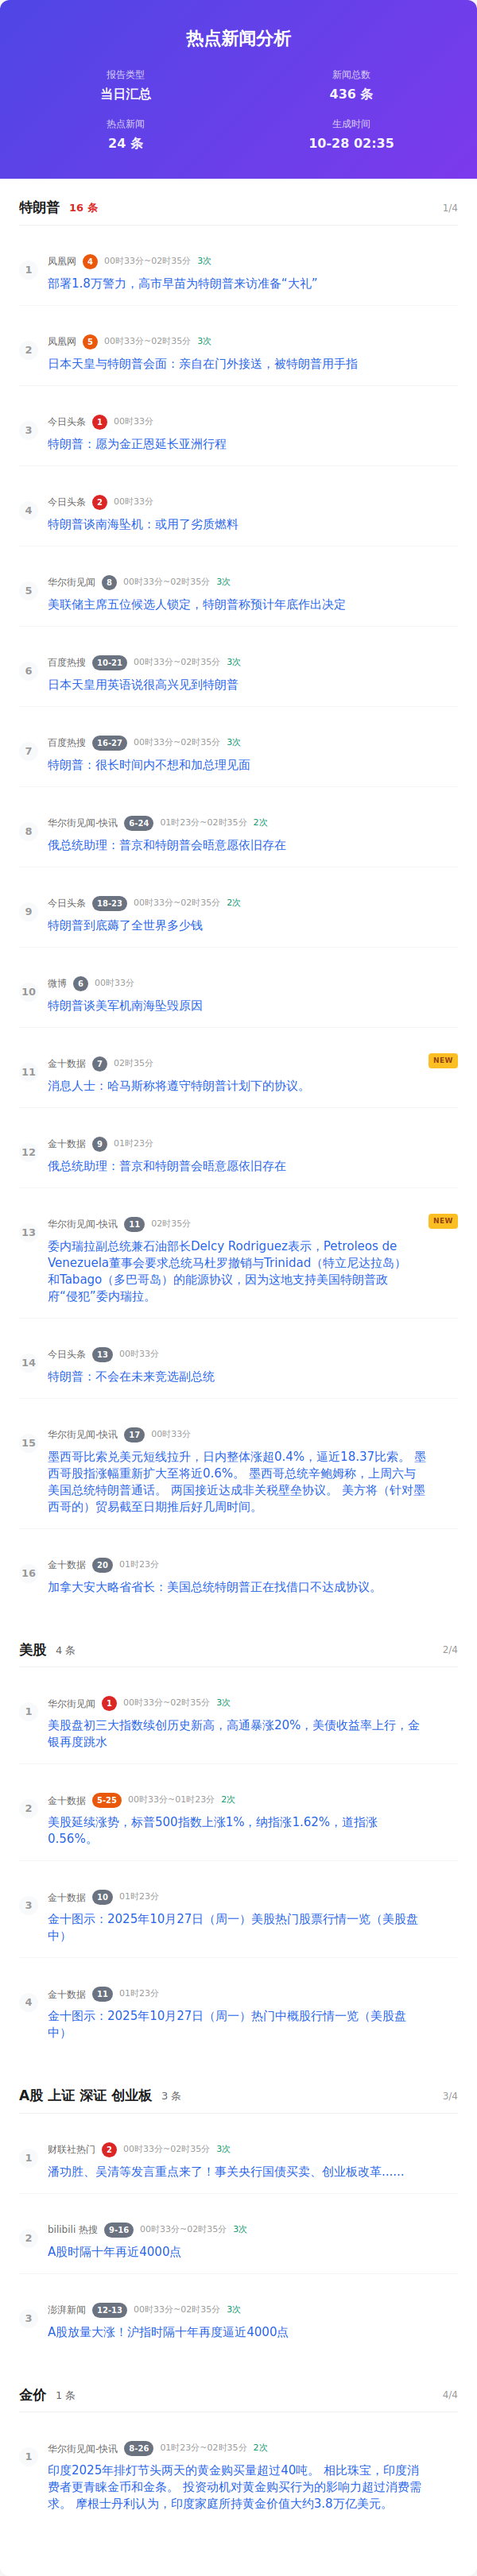 热点新闻分析
报告类型
当日汇总
新闻总数
436 条
热点新闻
24 条
生成时间
10-28 02:35
特朗普 16 条 1/4
1 凤凰网 4 00时33分~02时35分 3次
部署1.8万警力，高市早苗为特朗普来访准备“大礼”
2 凤凰网 5 00时33分~02时35分 3次
日本天皇与特朗普会面：亲自在门外接送，被特朗普用手指
3 今日头条 1 00时33分
特朗普：愿为金正恩延长亚洲行程
4 今日头条 2 00时33分
特朗普谈南海坠机：或用了劣质燃料
5 华尔街见闻 8 00时33分~02时35分 3次
美联储主席五位候选人锁定，特朗普称预计年底作出决定
6 百度热搜 10-21 00时33分~02时35分 3次
日本天皇用英语说很高兴见到特朗普
7 百度热搜 16-27 00时33分~02时35分 3次
特朗普：很长时间内不想和加总理见面
8 华尔街见闻-快讯 6-24 01时23分~02时35分 2次
俄总统助理：普京和特朗普会晤意愿依旧存在
9 今日头条 18-23 00时33分~02时35分 2次
特朗普到底薅了全世界多少钱
10 微博 6 00时33分
特朗普谈美军机南海坠毁原因
11 金十数据 7 02时35分 NEW
消息人士：哈马斯称将遵守特朗普计划下的协议。
12 金十数据 9 01时23分
俄总统助理：普京和特朗普会晤意愿依旧存在
13 华尔街见闻-快讯 11 02时35分 NEW
委内瑞拉副总统兼石油部长Delcy Rodriguez表示，Petroleos de
Venezuela董事会要求总统马杜罗撤销与Trinidad（特立尼达拉岛）
和Tabago（多巴哥岛）的能源协议，因为这地支持美国特朗普政
府“侵犯”委内瑞拉。
14 今日头条 13 00时33分
特朗普：不会在未来竞选副总统
15 华尔街见闻-快讯 17 00时33分
墨西哥比索兑美元短线拉升，日内整体涨超0.4%，逼近18.37比索。 墨
西哥股指涨幅重新扩大至将近0.6%。 墨西哥总统辛鲍姆称，上周六与
美国总统特朗普通话。 两国接近达成非关税壁垒协议。 美方将（针对墨
西哥的）贸易截至日期推后好几周时间。
16 金十数据 20 01时23分
加拿大安大略省省长：美国总统特朗普正在找借口不达成协议。
美股 4 条 2/4
1 华尔街见闻 1 00时33分~02时35分 3次
美股盘初三大指数续创历史新高，高通暴涨20%，美债收益率上行，金
银再度跳水
2 金十数据 5-25 00时33分~01时23分 2次
美股延续涨势，标普500指数上涨1%，纳指涨1.62%，道指涨
0.56%。
3 金十数据 10 01时23分
金十图示：2025年10月27日（周一）美股热门股票行情一览（美股盘
中）
4 金十数据 11 01时23分
金十图示：2025年10月27日（周一）热门中概股行情一览（美股盘
中）
A股 上证 深证 创业板 3 条 3/4
1 财联社热门 2 00时33分~02时35分 3次
潘功胜、吴清等发言重点来了！事关央行国债买卖、创业板改革......
2 bilibili 热搜 9-16 00时33分~02时35分 3次
A股时隔十年再近4000点
3 澎湃新闻 12-13 00时33分~02时35分 3次
A股放量大涨！沪指时隔十年再度逼近4000点
金价 1 条 4/4
1 华尔街见闻-快讯 8-26 01时23分~02时35分 2次
印度2025年排灯节头两天的黄金购买量超过40吨。 相比珠宝，印度消
费者更青睐金币和金条。 投资动机对黄金购买行为的影响力超过消费需
求。 摩根士丹利认为，印度家庭所持黄金价值大约3.8万亿美元。